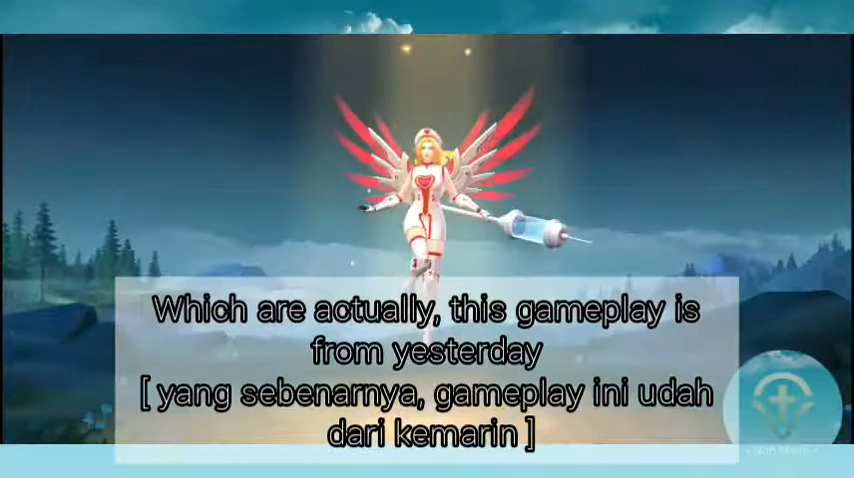 Which are actually, this gameplay is
from yesterday
[ yang sebenarnya, gameplay ini udah
dari kemarin ]